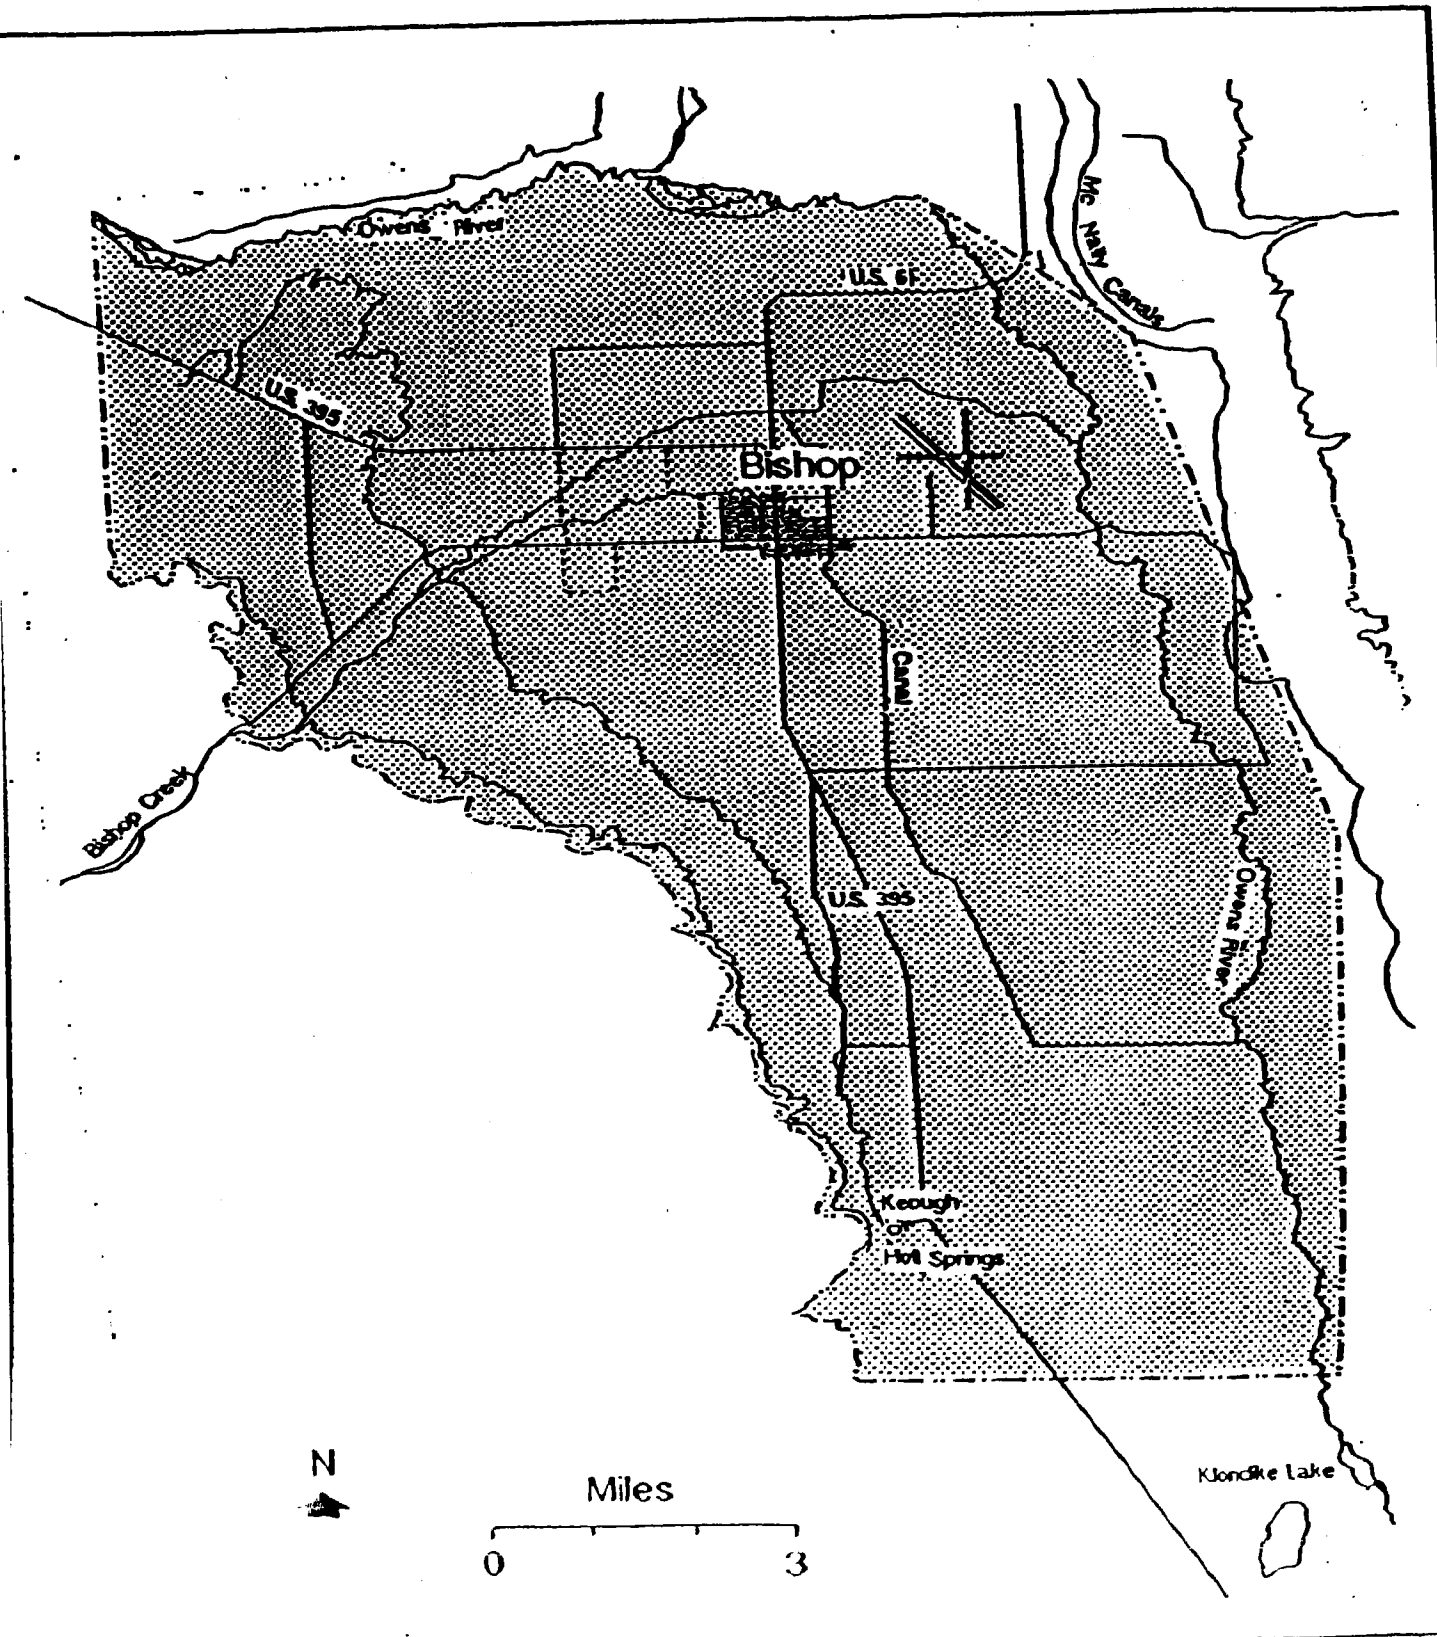 Owens River
Mc Nally Canals
U.S. 6
U.S. 395
Bishop
Canal
Bishop Creek
U.S. 395
Owens River
Keough
Hot Springs
N
Miles
0 3
Klondike Lake